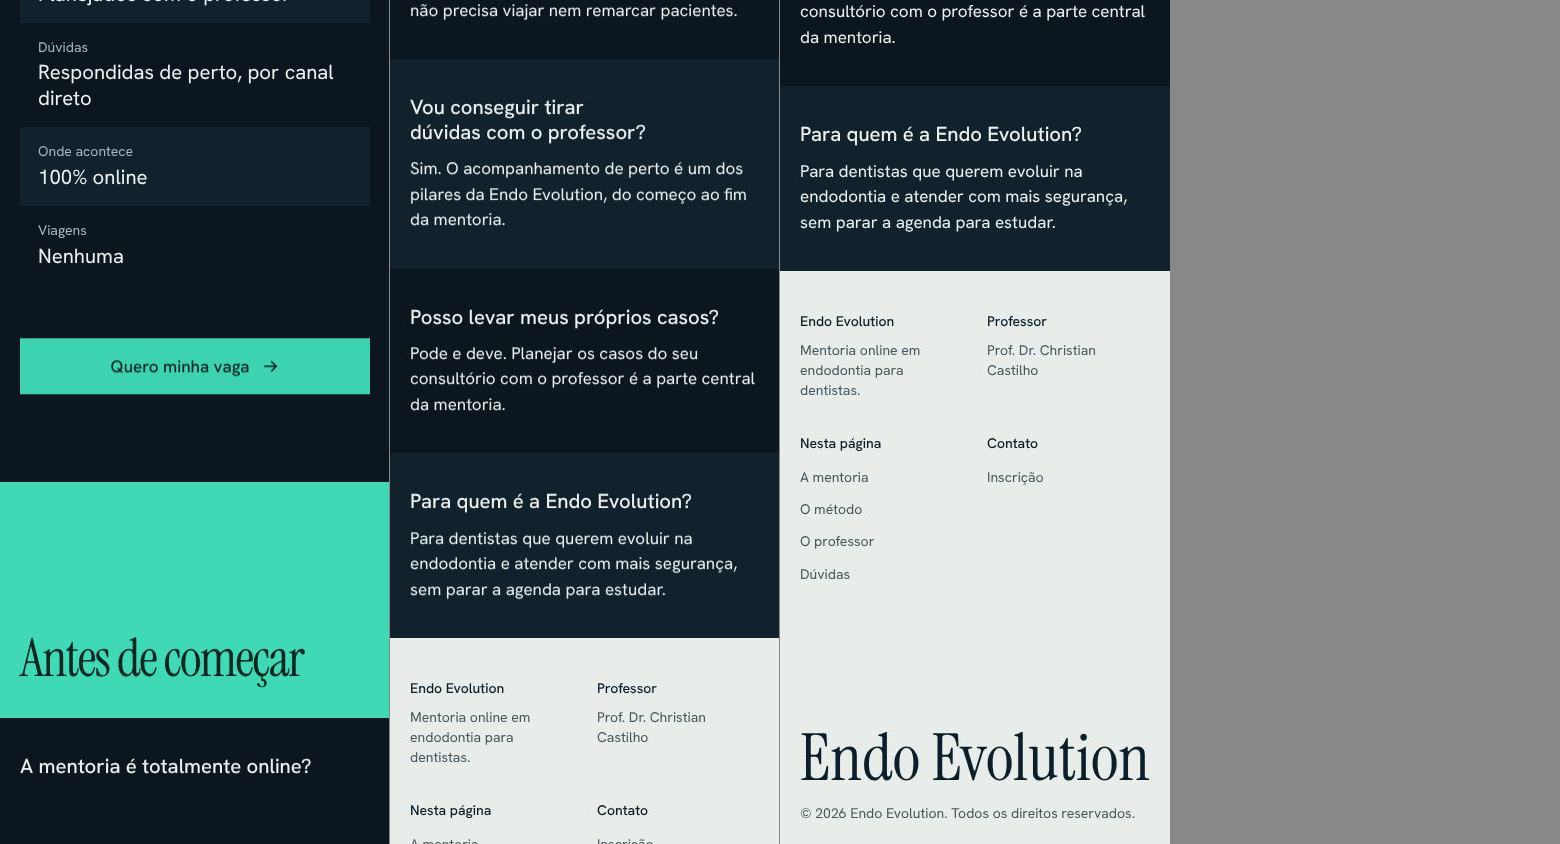 Planejados com o professor
Dúvidas
Respondidas de perto, por canal
direto
Onde acontece
100% online
Viagens
Nenhuma
Quero minha vaga →
Antes de começar
A mentoria é totalmente online?
não precisa viajar nem remarcar pacientes.
Vou conseguir tirar
dúvidas com o professor?
Sim. O acompanhamento de perto é um dos
pilares da Endo Evolution, do começo ao fim
da mentoria.
Posso levar meus próprios casos?
Pode e deve. Planejar os casos do seu
consultório com o professor é a parte central
da mentoria.
Para quem é a Endo Evolution?
Para dentistas que querem evoluir na
endodontia e atender com mais segurança,
sem parar a agenda para estudar.
Endo Evolution
Mentoria online em
endodontia para
dentistas.
Professor
Prof. Dr. Christian
Castilho
Nesta página
A mentoria
Contato
Inscrição
consultório com o professor é a parte central
da mentoria.
Para quem é a Endo Evolution?
Para dentistas que querem evoluir na
endodontia e atender com mais segurança,
sem parar a agenda para estudar.
Endo Evolution
Mentoria online em
endodontia para
dentistas.
Professor
Prof. Dr. Christian
Castilho
Nesta página
A mentoria
O método
O professor
Dúvidas
Contato
Inscrição
Endo Evolution
© 2026 Endo Evolution. Todos os direitos reservados.